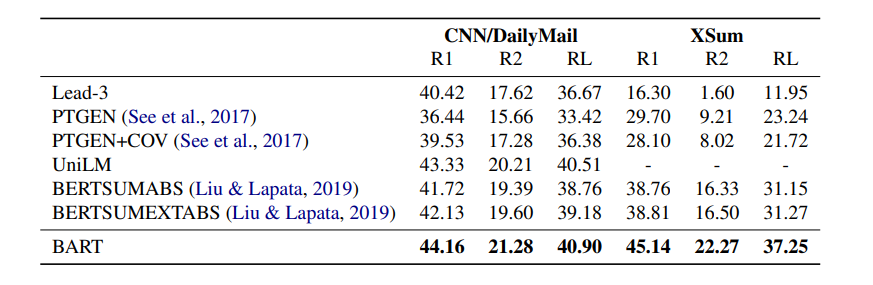 CNN/DailyMail XSum
R1 R2 RL R1 R2 RL
Lead-3 40.42 17.62 36.67 16.30 1.60 11.95
PTGEN (See et al., 2017) 36.44 15.66 33.42 29.70 9.21 23.24
PTGEN+COV (See et al., 2017) 39.53 17.28 36.38 28.10 8.02 21.72
UniLM 43.33 20.21 40.51 - - -
BERTSUMABS (Liu & Lapata, 2019) 41.72 19.39 38.76 38.76 16.33 31.15
BERTSUMEXTABS (Liu & Lapata, 2019) 42.13 19.60 39.18 38.81 16.50 31.27
BART 44.16 21.28 40.90 45.14 22.27 37.25